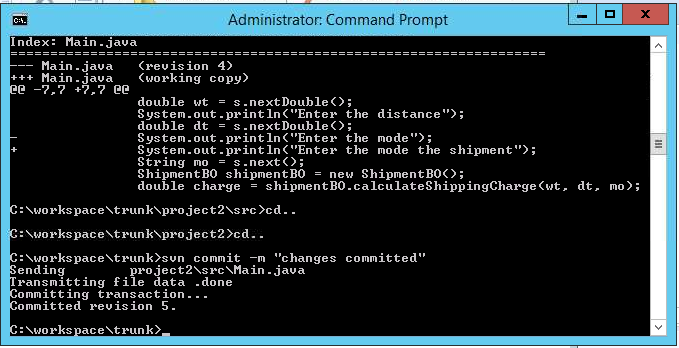 Administrator: Command Prompt
Index: Main.java
===================================================================
--- Main.java   (revision 4)
+++ Main.java   (working copy)
@@ -7,7 +7,7 @@
                double wt = s.nextDouble();
                System.out.println("Enter the distance");
                double dt = s.nextDouble();
-               System.out.println("Enter the mode");
+               System.out.println("Enter the mode the shipment");
                String mo = s.next();
                ShipmentBO shipmentBO = new ShipmentBO();
                double charge = shipmentBO.calculateShippingCharge(wt, dt, mo);
C:\workspace\trunk\project2\src>cd..
C:\workspace\trunk\project2>cd..
C:\workspace\trunk>svn commit -m "changes committed"
Sending        project2\src\Main.java
Transmitting file data .done
Committing transaction...
Committed revision 5.
C:\workspace\trunk>_